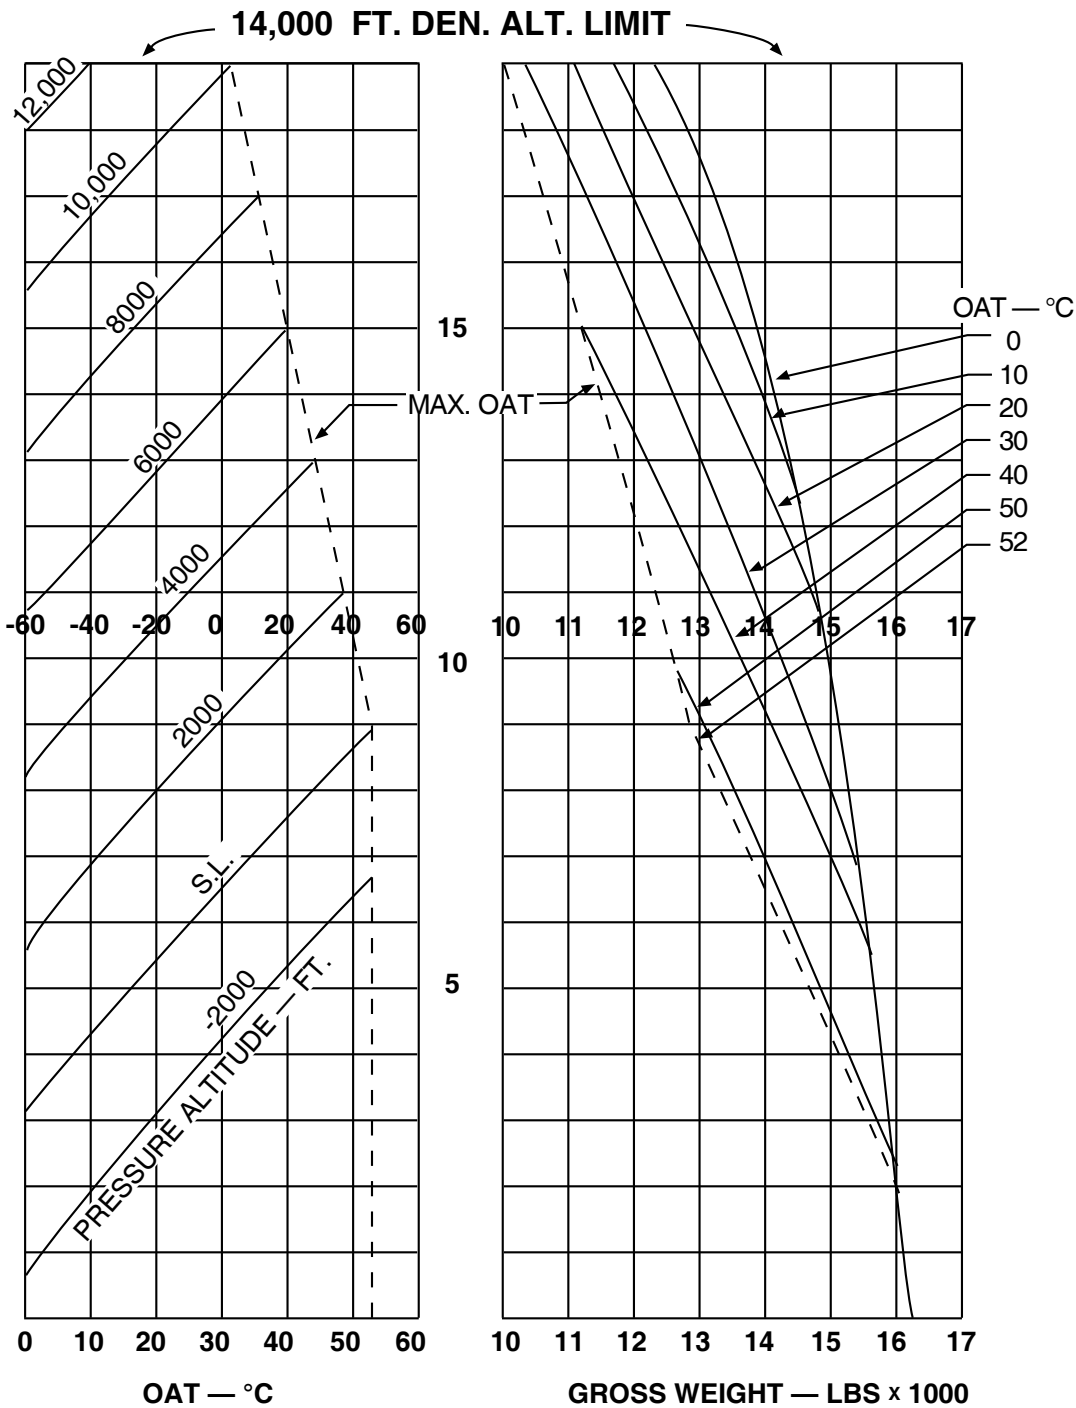 14,000 FT. DEN. ALT. LIMIT
12,000
10,000
8000
6000
4000
2000
S.L.
-2000
PRESSURE ALTITUDE — FT.
MAX. OAT
15
10
5
OAT — °C
0
10
20
30
40
50
52
-60 40 -20 0 20 40 60
10 11 12 13 14 15 16 17
0 10 20 30 40 50 60
10 11 12 13 14 15 16 17
OAT — °C
GROSS WEIGHT — LBS x 1000